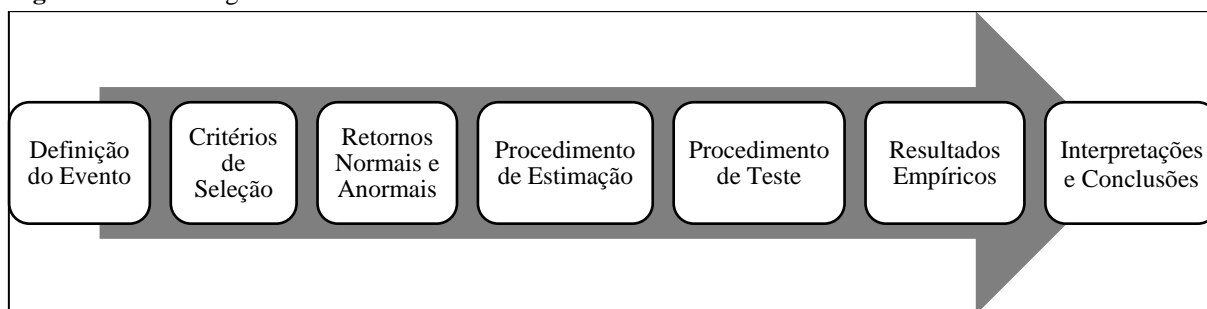 Definição
do Evento
Critérios
de
Seleção
Retornos
Normais e
Anormais
Procedimento
de Estimação
Procedimento
de Teste
Resultados
Empíricos
Interpretações
e Conclusões